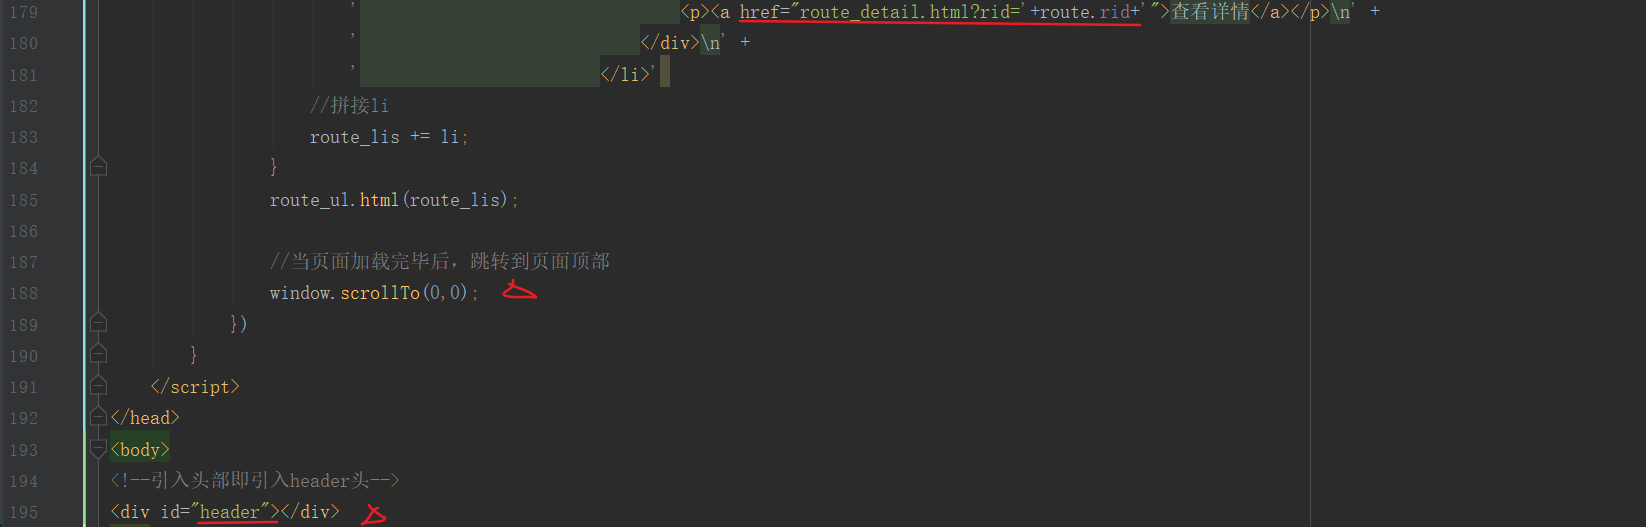 179 ' <p><a href="route_detail.html?rid='+route.rid+'">查看详情</a></p>\n' +
180 ' </div>\n' +
181 ' </li>'
182 //拼接li
183 route_lis += li;
184 }
185 route_ul.html(route_lis);
186
187 //当页面加载完毕后，跳转到页面顶部
188 window.scrollTo(0,0);
189 })
190 }
191 </script>
192 </head>
193 <body>
194 <!--引入头部即引入header头-->
195 <div id="header"></div>